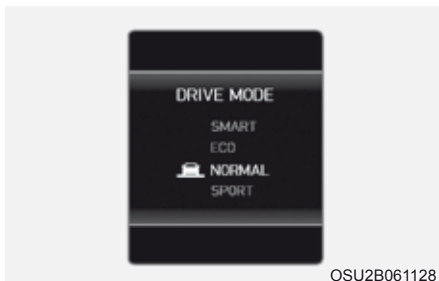 DRIVE MODE
SMART
ECO
NORMAL
SPORT
OSU2B061128